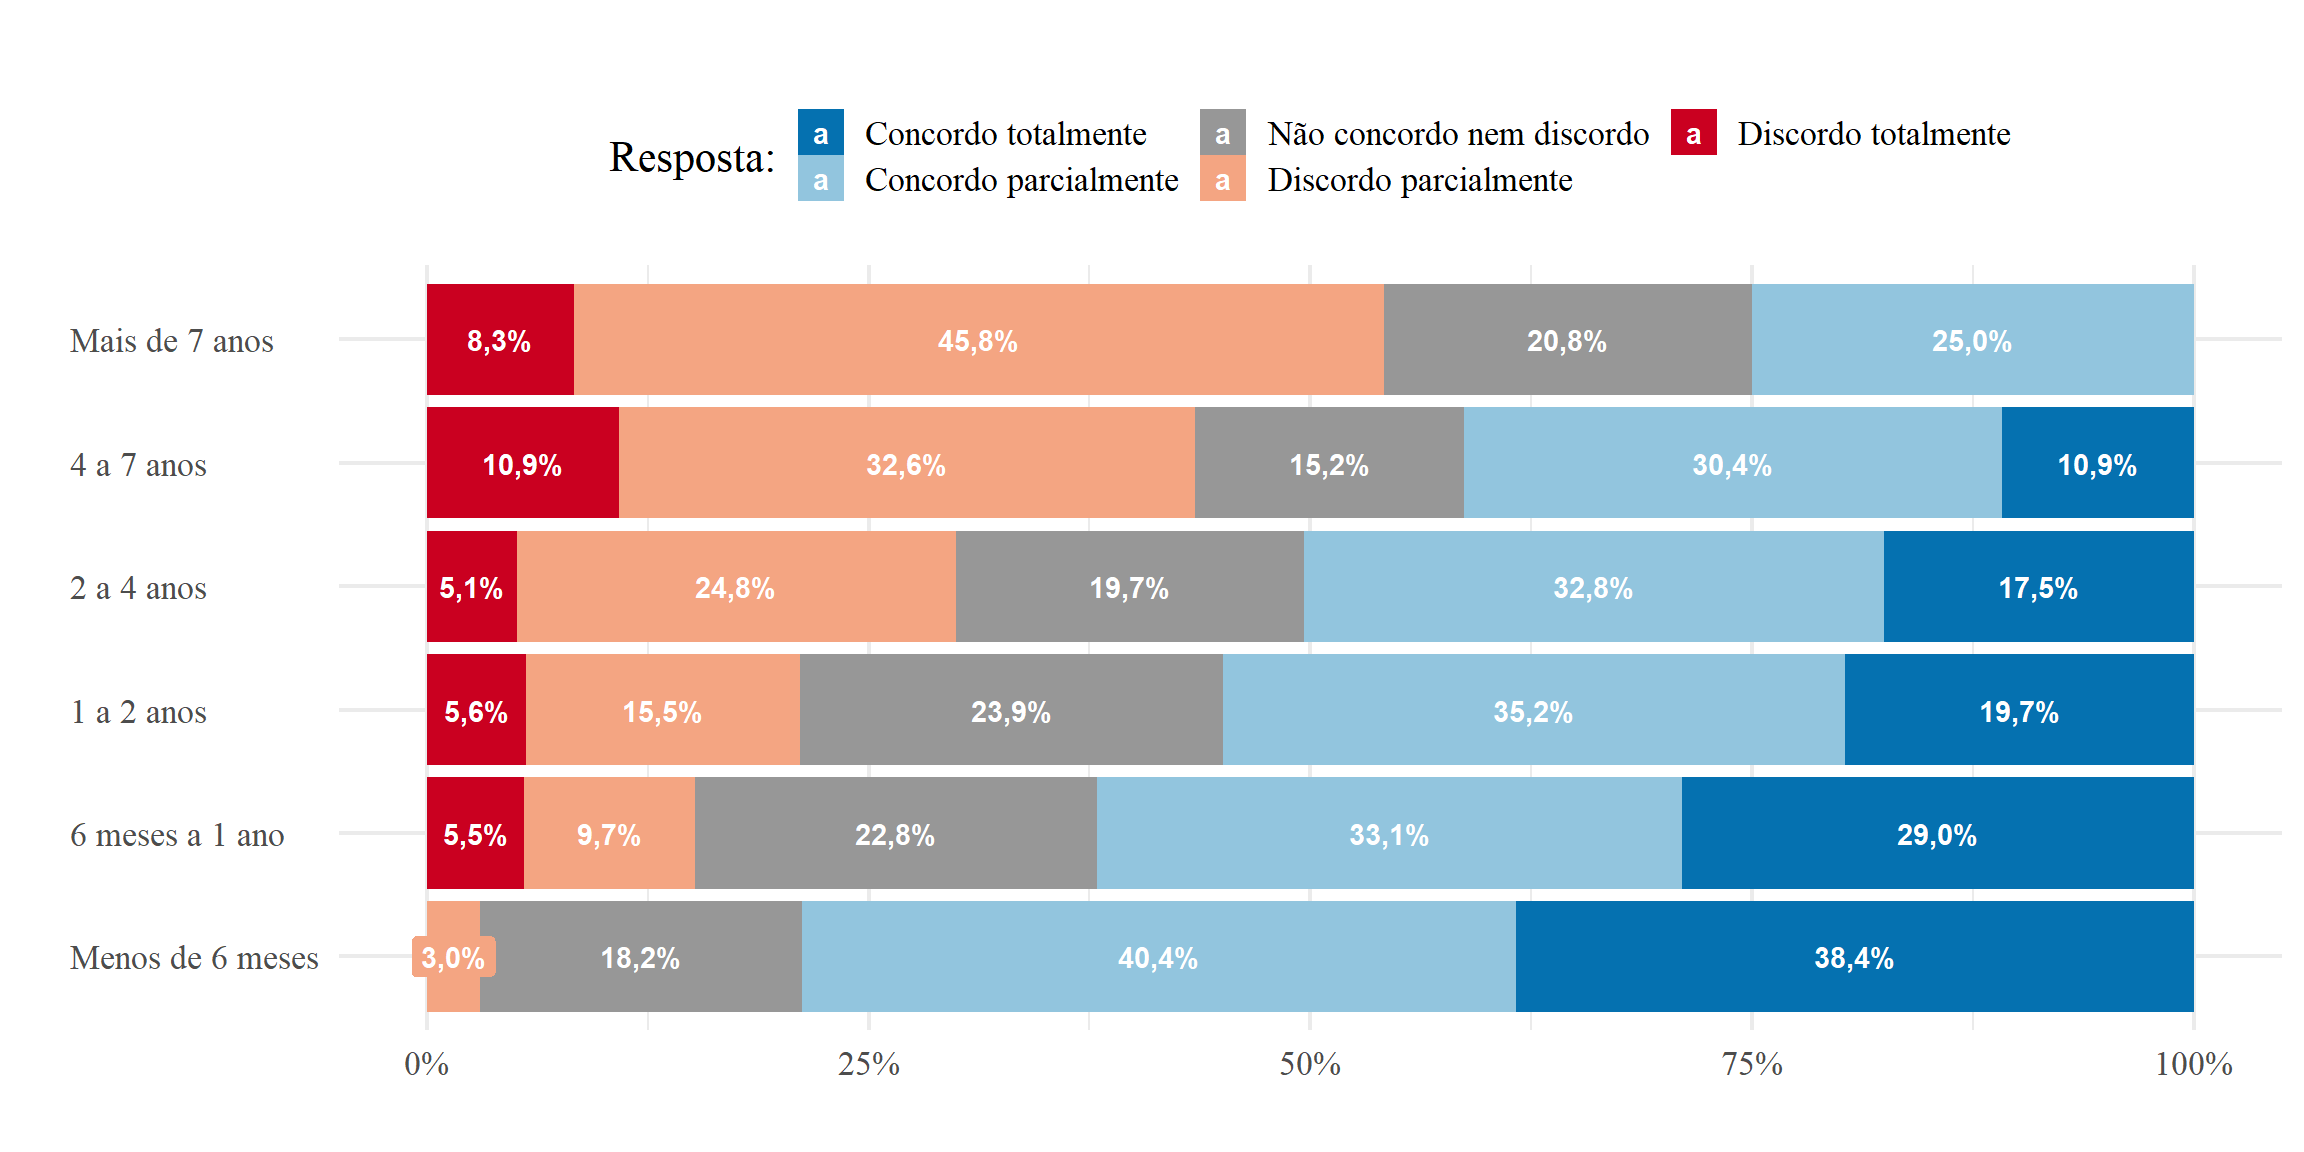 Resposta:
a Concordo totalmente
a Concordo parcialmente
a Não concordo nem discordo
a Discordo parcialmente
a Discordo totalmente
Mais de 7 anos 8,3% 45,8% 20,8% 25,0%
4 a 7 anos 10,9% 32,6% 15,2% 30,4% 10,9%
2 a 4 anos 5,1% 24,8% 19,7% 32,8% 17,5%
1 a 2 anos 5,6% 15,5% 23,9% 35,2% 19,7%
6 meses a 1 ano 5,5% 9,7% 22,8% 33,1% 29,0%
Menos de 6 meses 3,0% 18,2% 40,4% 38,4%
0% 25% 50% 75% 100%